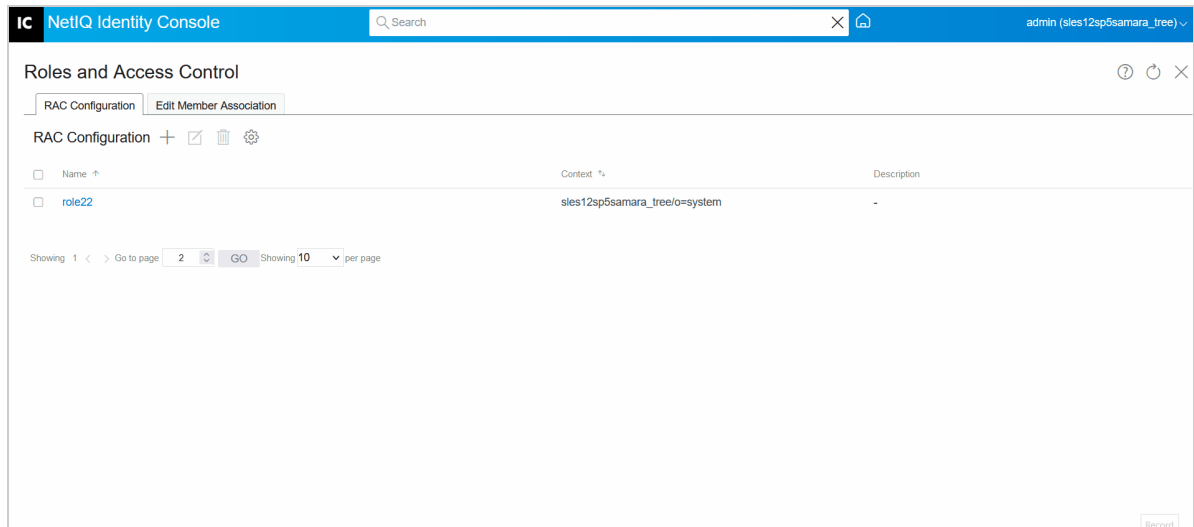 IC NetIQ Identity Console Search admin (sles12sp5samara_tree)
Roles and Access Control
RAC Configuration Edit Member Association
RAC Configuration
Name Context Description
role22 sles12sp5samara_tree/o=system -
Showing 1 < > Go to page 2 GO Showing 10 per page
Record